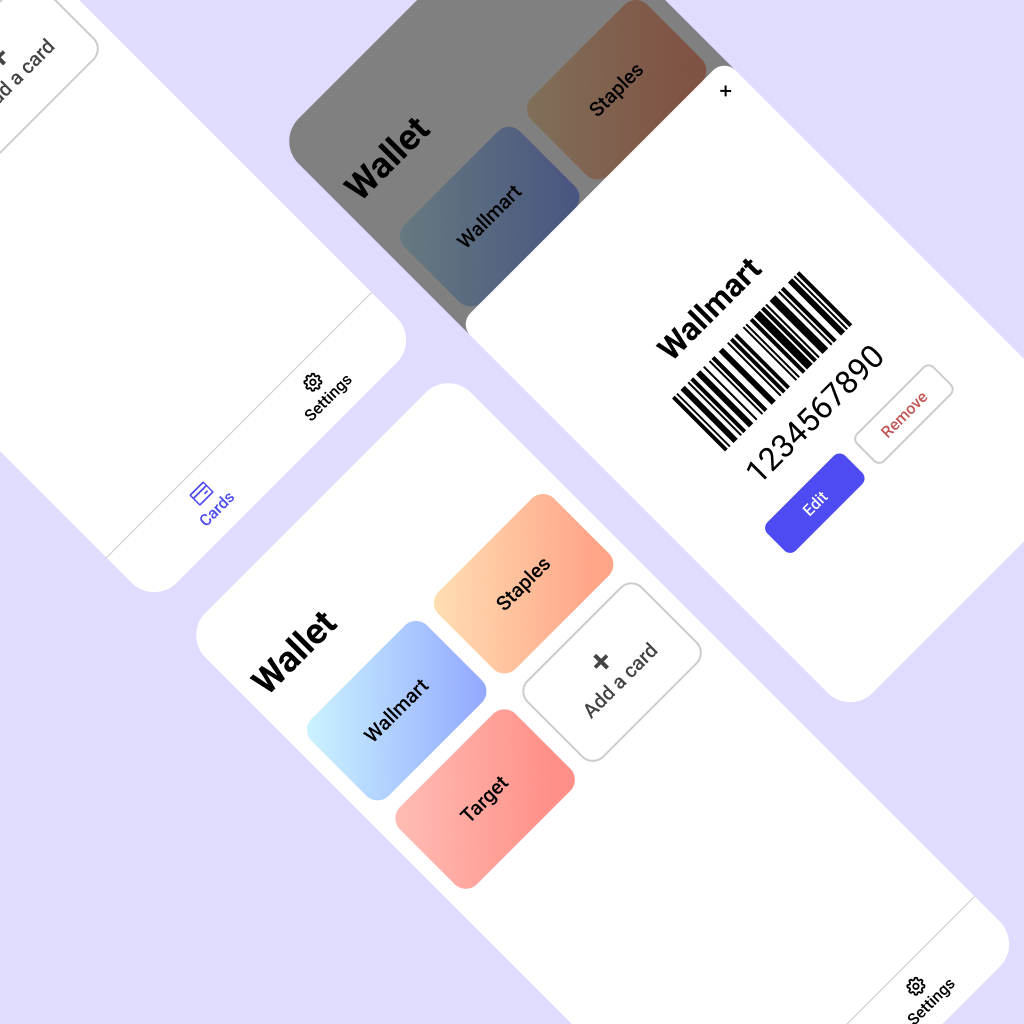 d a card
Settings
Cards
Wallet
Wallmart
Staples
Wallmart
1234567890
Edit
Remove
Wallet
Wallmart
Staples
Target
Add a card
Settings